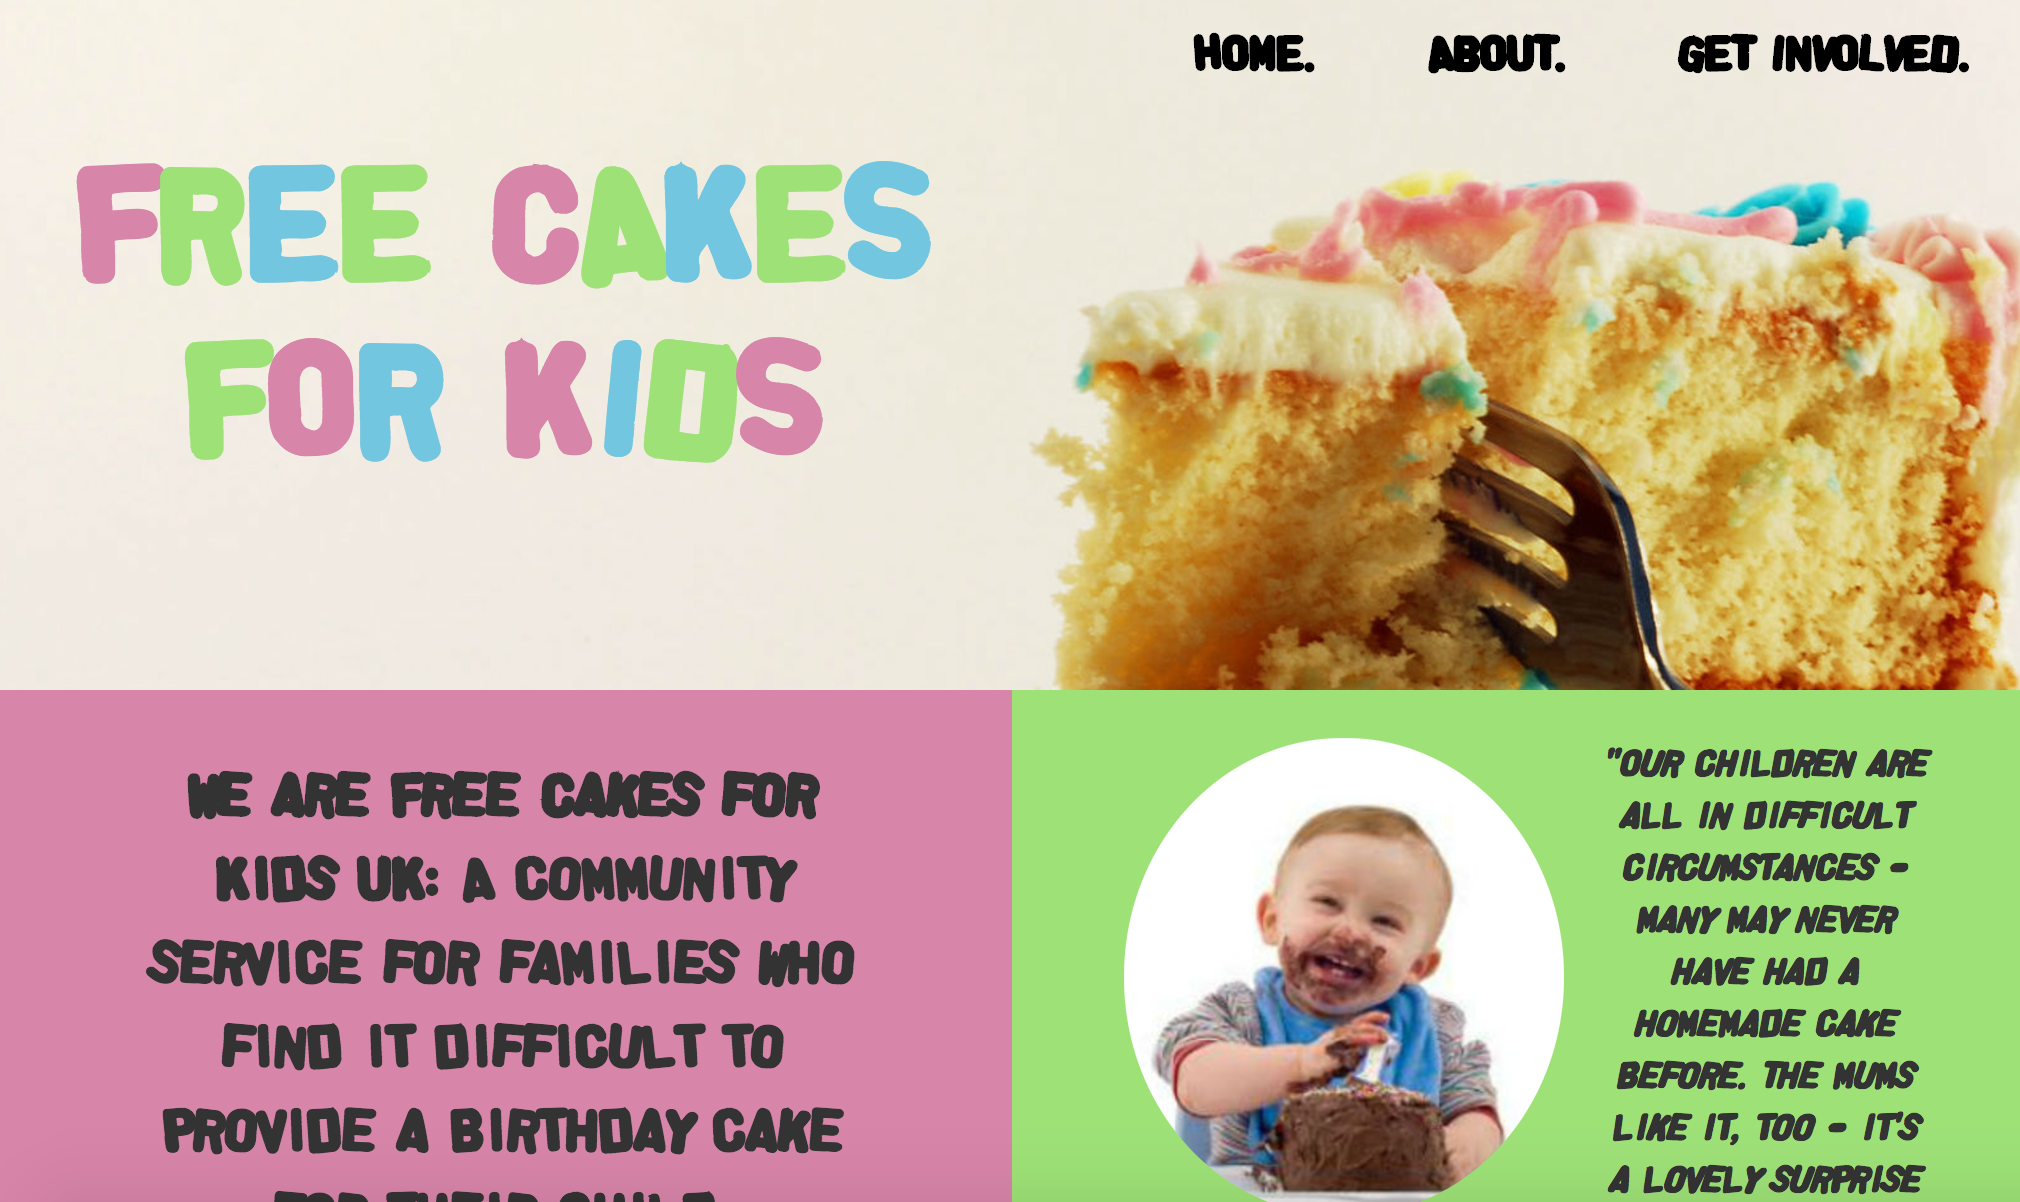 HOME. ABOUT. GET INVOLVED.
FREE CAKES
FOR KIDS
WE ARE FREE CAKES FOR
KIDS UK: A COMMUNITY
SERVICE FOR FAMILIES WHO
FIND IT DIFFICULT TO
PROVIDE A BIRTHDAY CAKE
"OUR CHILDREN ARE
ALL IN DIFFICULT
CIRCUMSTANCES -
MANY MAY NEVER
HAVE HAD A
HOMEMADE CAKE
BEFORE. THE MUMS
LIKE IT, TOO - IT'S
A LOVELY SURPRISE